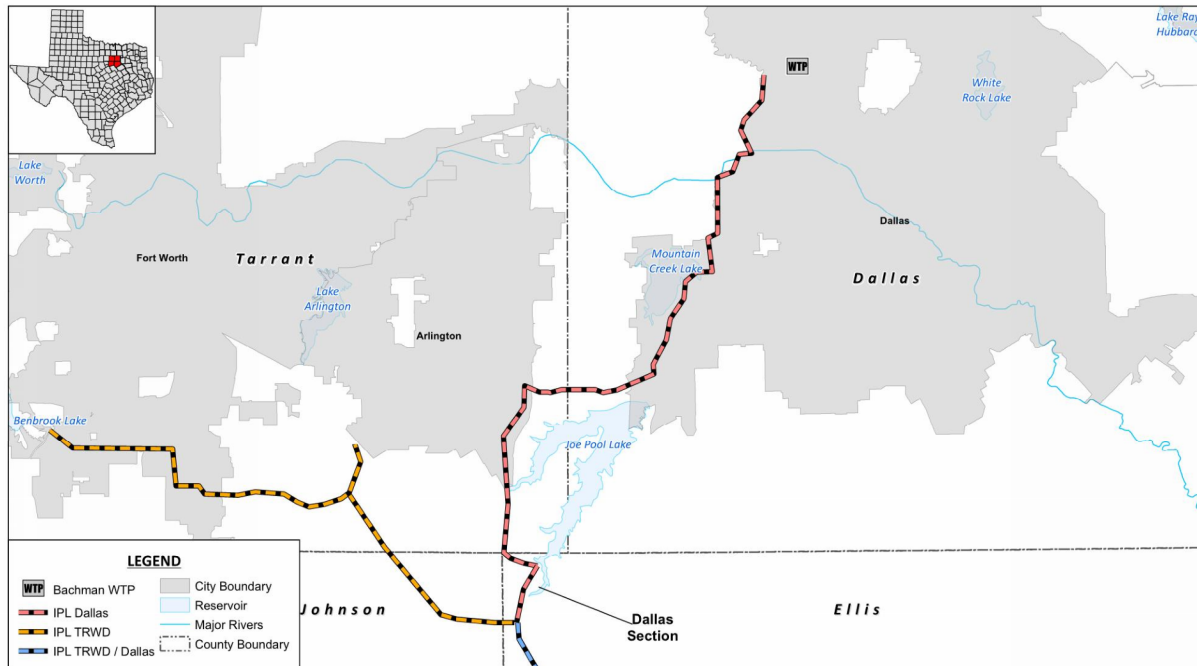 Lake Ray
Hubbard
WTP
White
Rock Lake
Lake
Worth
Dallas
Fort Worth
Tarrant
Mountain
Creek Lake
Dallas
Lake
Arlington
Arlington
Benbrook Lake
Joe Pool Lake
LEGEND
WTP Bachman WTP
IPL Dallas
IPL TRWD
IPL TRWD / Dallas
City Boundary
Reservoir
Major Rivers
County Boundary
Johnson
Dallas
Section
Ellis